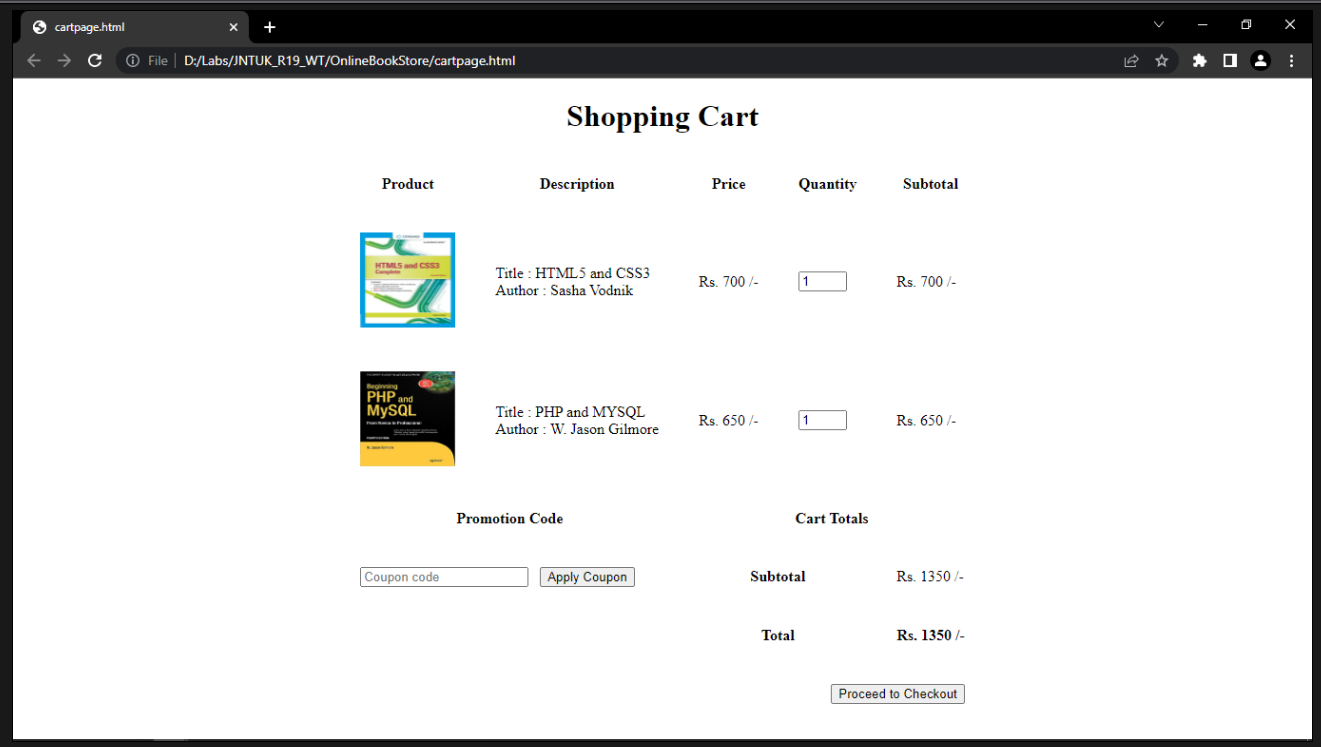 cartpage.html
File | D:/Labs/JNTUK_R19_WT/OnlineBookStore/cartpage.html
Shopping Cart
Product Description Price Quantity Subtotal
HTML5 and CSS3
Complete
Title : HTML5 and CSS3
Author : Sasha Vodnik
Rs. 700 /- 1 Rs. 700 /-
Beginning
PHP and
MySQL
From Novice to Professional
Title : PHP and MYSQL
Author : W. Jason Gilmore
Rs. 650 /- 1 Rs. 650 /-
Promotion Code Cart Totals
Coupon code Apply Coupon Subtotal Rs. 1350 /-
Total Rs. 1350 /-
Proceed to Checkout